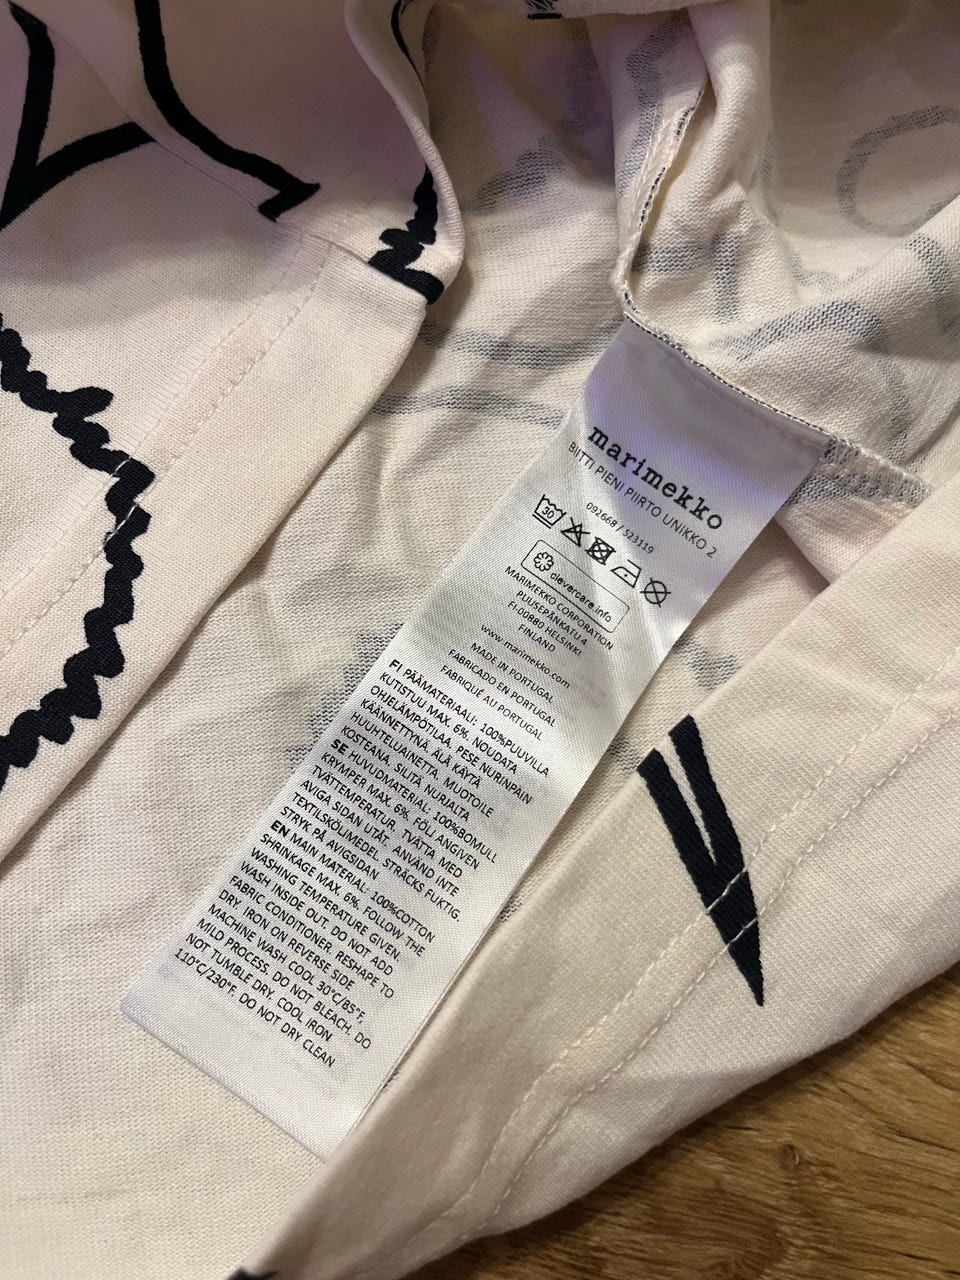 marimekko
BIITTI PIENI PIIRTO UNIKKO 2
092668 / 523119
30
clevercare.info
MARIMEKKO CORPORATION
PUUSEPÄNKATU 4
FI-00880 HELSINKI
FINLAND
www.marimekko.com
MADE IN PORTUGAL
FABRICADO EN PORTUGAL
FABRIQUÉ AU PORTUGAL
FI PÄÄMATERIAALI: 100%PUUVILLA
KUTISTUU MAX. 6%. NOUDATA
OHJELÄMPÖTILAA. PESE NURINPÄIN
KÄÄNNETTYNÄ. ÄLÄ KÄYTÄ
HUUHTELUAINETTA. MUOTOILE
KOSTEANA. SILITÄ NURJALTA
SE HUVUDMATERIAL: 100%BOMULL
KRYMPER MAX. 6%. FÖLJ ANGIVEN
TVÄTTEMPERATUR. TVÄTTA MED
AVIGA SIDAN UTÅT. ANVÄND INTE
TEXTILSKÖLJMEDEL. STRÄCKS FUKTIG.
STRYK PÅ AVIGSIDAN
EN MAIN MATERIAL: 100%COTTON
SHRINKAGE MAX. 6%. FOLLOW THE
WASHING TEMPERATURE GIVEN.
WASH INSIDE OUT. DO NOT ADD
FABRIC CONDITIONER. RESHAPE TO
DRY. IRON ON REVERSE SIDE
MACHINE WASH COOL 30°C/85°F,
MILD PROCESS. DO NOT BLEACH. DO
NOT TUMBLE DRY. COOL IRON
110°C/230°F. DO NOT DRY CLEAN